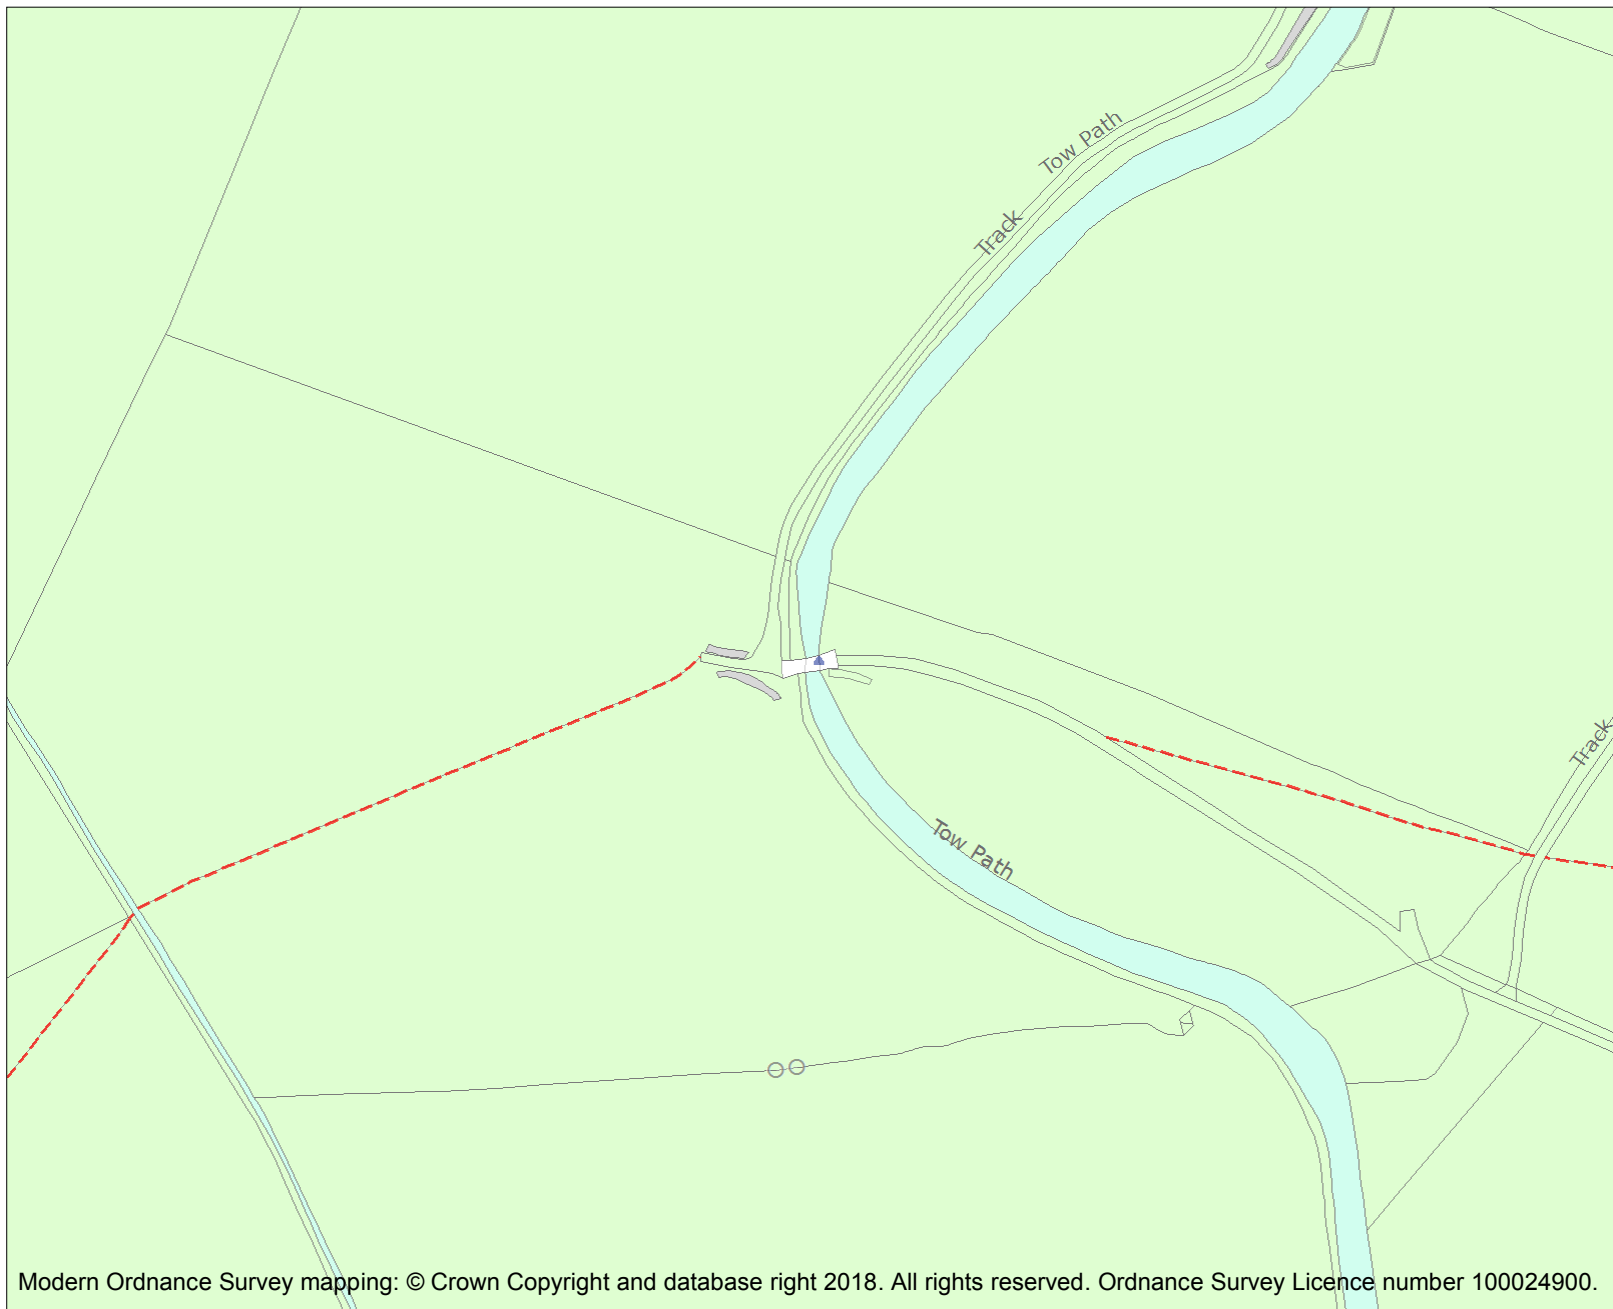 Tow Path
Track
Track
Tow Path
Modern Ordnance Survey mapping: © Crown Copyright and database right 2018. All rights reserved. Ordnance Survey Licence number 100024900.